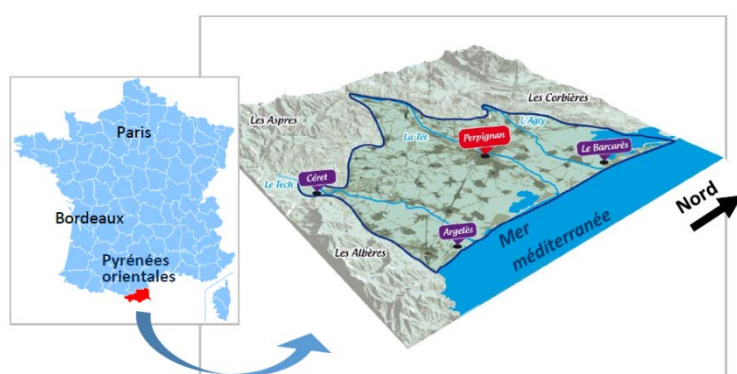 Paris
Bordeaux
Pyrénées
orientales
Les Aspres
Les Corbières
La Têt
L'Agly
Perpignan
Le Barcarès
Le Tech
Céret
Argelès
Les Albères
Mer
méditerranée
Nord